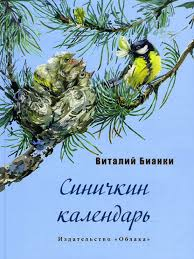 Виталий Бианки
Синичкин
календарь
Издательство «Облака»